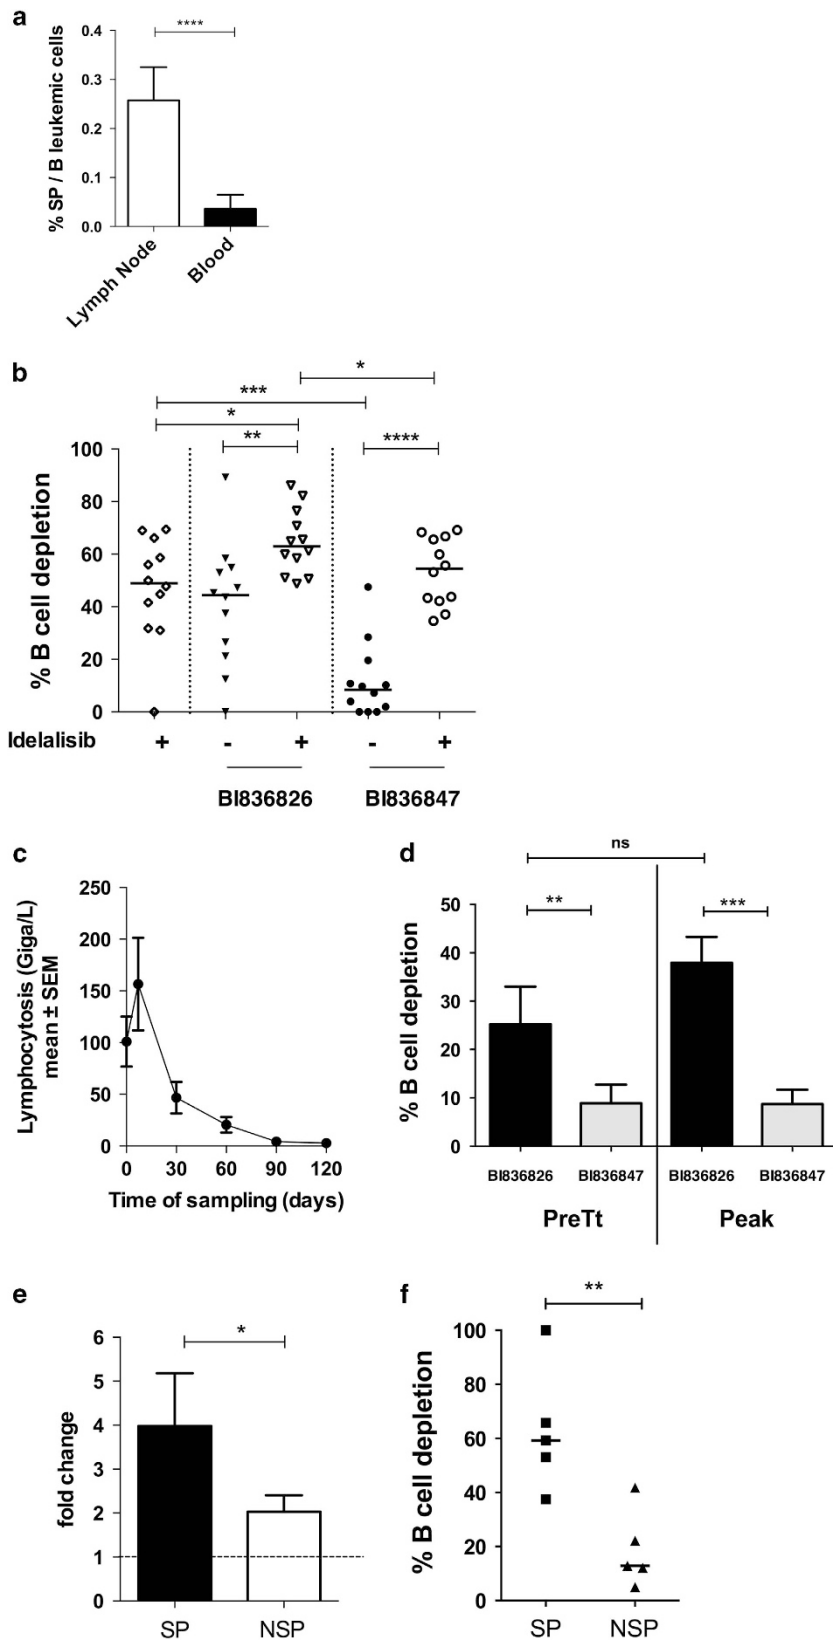 a
****
0.4
0.3
0.2
0.1
0.0
% SP / B leukemic cells
Lymph Node
Blood
b
*
***
*
**
****
100
80
60
40
20
0
% B cell depletion
Idelalisib + - + - +
BI836826 BI836847
c
250
200
150
100
50
0
Lymphocytosis (Giga/L)
mean ± SEM
0 30 60 90 120
Time of sampling (days)
d
ns
** ***
50
40
30
20
10
0
% B cell depletion
BI836826 BI836847 BI836826 BI836847
PreTt Peak
e
*
6
5
4
3
2
1
0
fold change
SP NSP
f
**
100
80
60
40
20
0
% B cell depletion
SP NSP